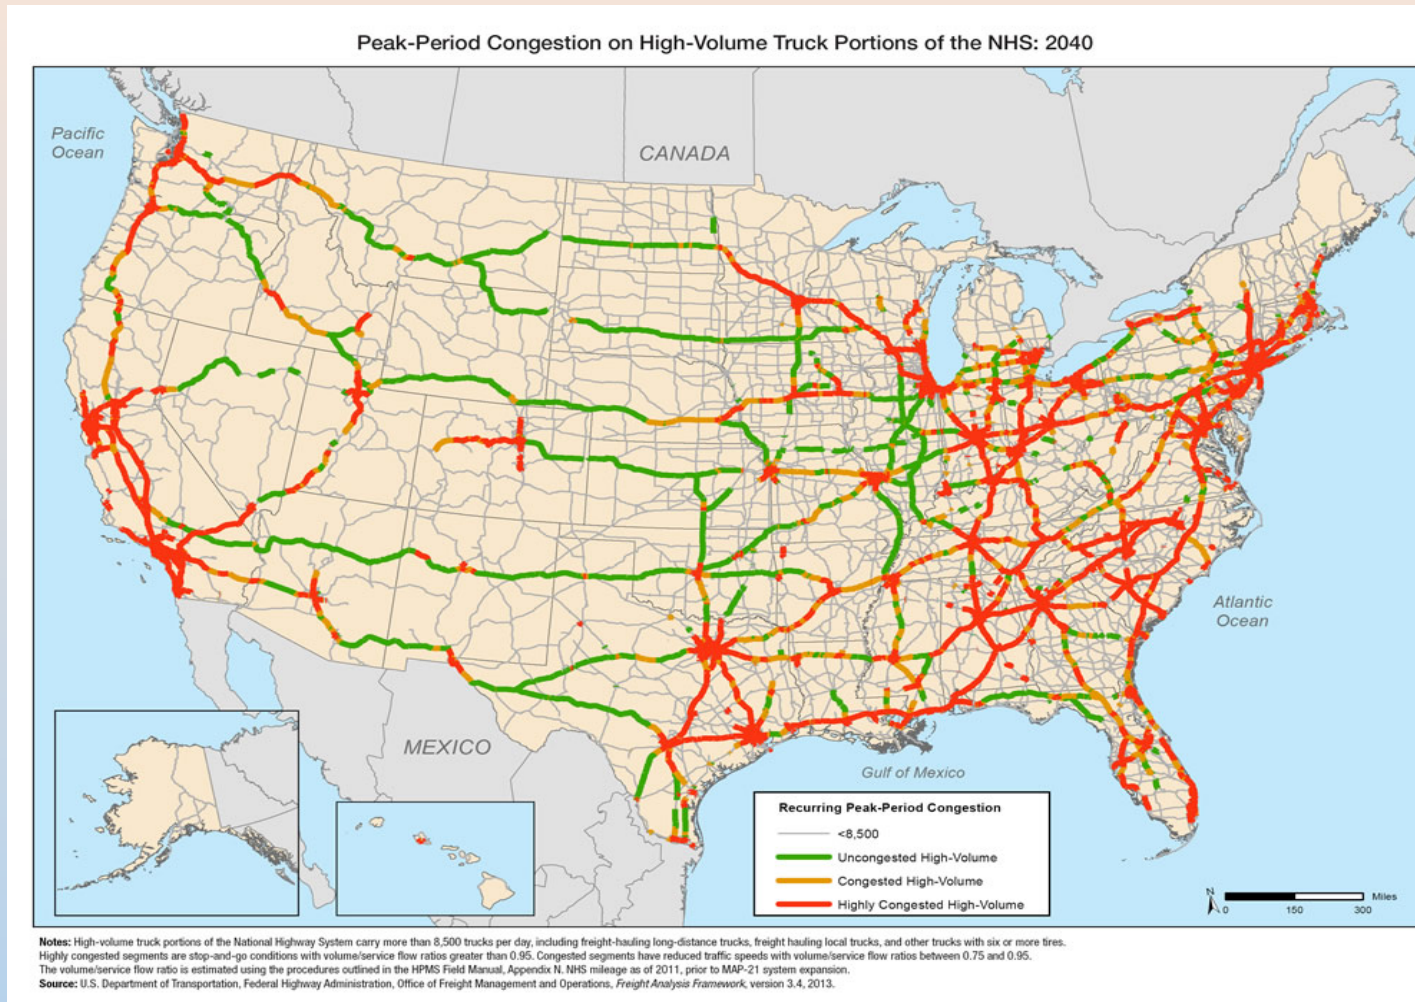 Peak-Period Congestion on High-Volume Truck Portions of the NHS: 2040
Pacific
Ocean
CANADA
Atlantic
Ocean
MEXICO
Gulf of Mexico
Recurring Peak-Period Congestion
<8,500
Uncongested High-Volume
Congested High-Volume
Highly Congested High-Volume
N
Miles
0 150 300
Notes: High-volume truck portions of the National Highway System carry more than 8,500 trucks per day, including freight-hauling long-distance trucks, freight hauling local trucks, and other trucks with six or more tires.
Highly congested segments are stop-and-go conditions with volume/service flow ratios greater than 0.95. Congested segments have reduced traffic speeds with volume/service flow ratios between 0.75 and 0.95.
The volume/service flow ratio is estimated using the procedures outlined in the HPMS Field Manual, Appendix N. NHS mileage as of 2011, prior to MAP-21 system expansion.
Source: U.S. Department of Transportation, Federal Highway Administration, Office of Freight Management and Operations, Freight Analysis Framework, version 3.4, 2013.